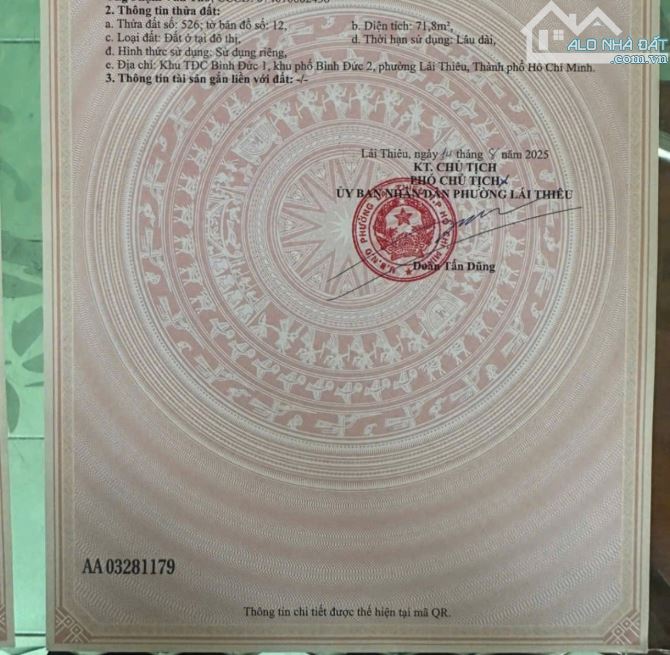 2. Thông tin thửa đất:
a. Thửa đất số: 526; tờ bản đồ số: 12,
b. Diện tích: 71,8m²,
c. Loại đất: Đất ở tại đô thị,
d. Thời hạn sử dụng: Lâu dài,
đ. Hình thức sử dụng: Sử dụng riêng,
e. Địa chỉ: Khu TĐC Bình Đức 1, khu phố Bình Đức 2, phường Lái Thiêu, Thành phố Hồ Chí Minh.
3. Thông tin tài sản gắn liền với đất: -/-
Lái Thiêu, ngày 14 tháng 8 năm 2025
KT. CHỦ TỊCH
PHÓ CHỦ TỊCH
ỦY BAN NHÂN DÂN PHƯỜNG LÁI THIÊU
Đoàn Tấn Dũng
AA 03281179
Thông tin chi tiết được thể hiện tại mã QR.
ALO NHÀ ĐẤT
.com.vn